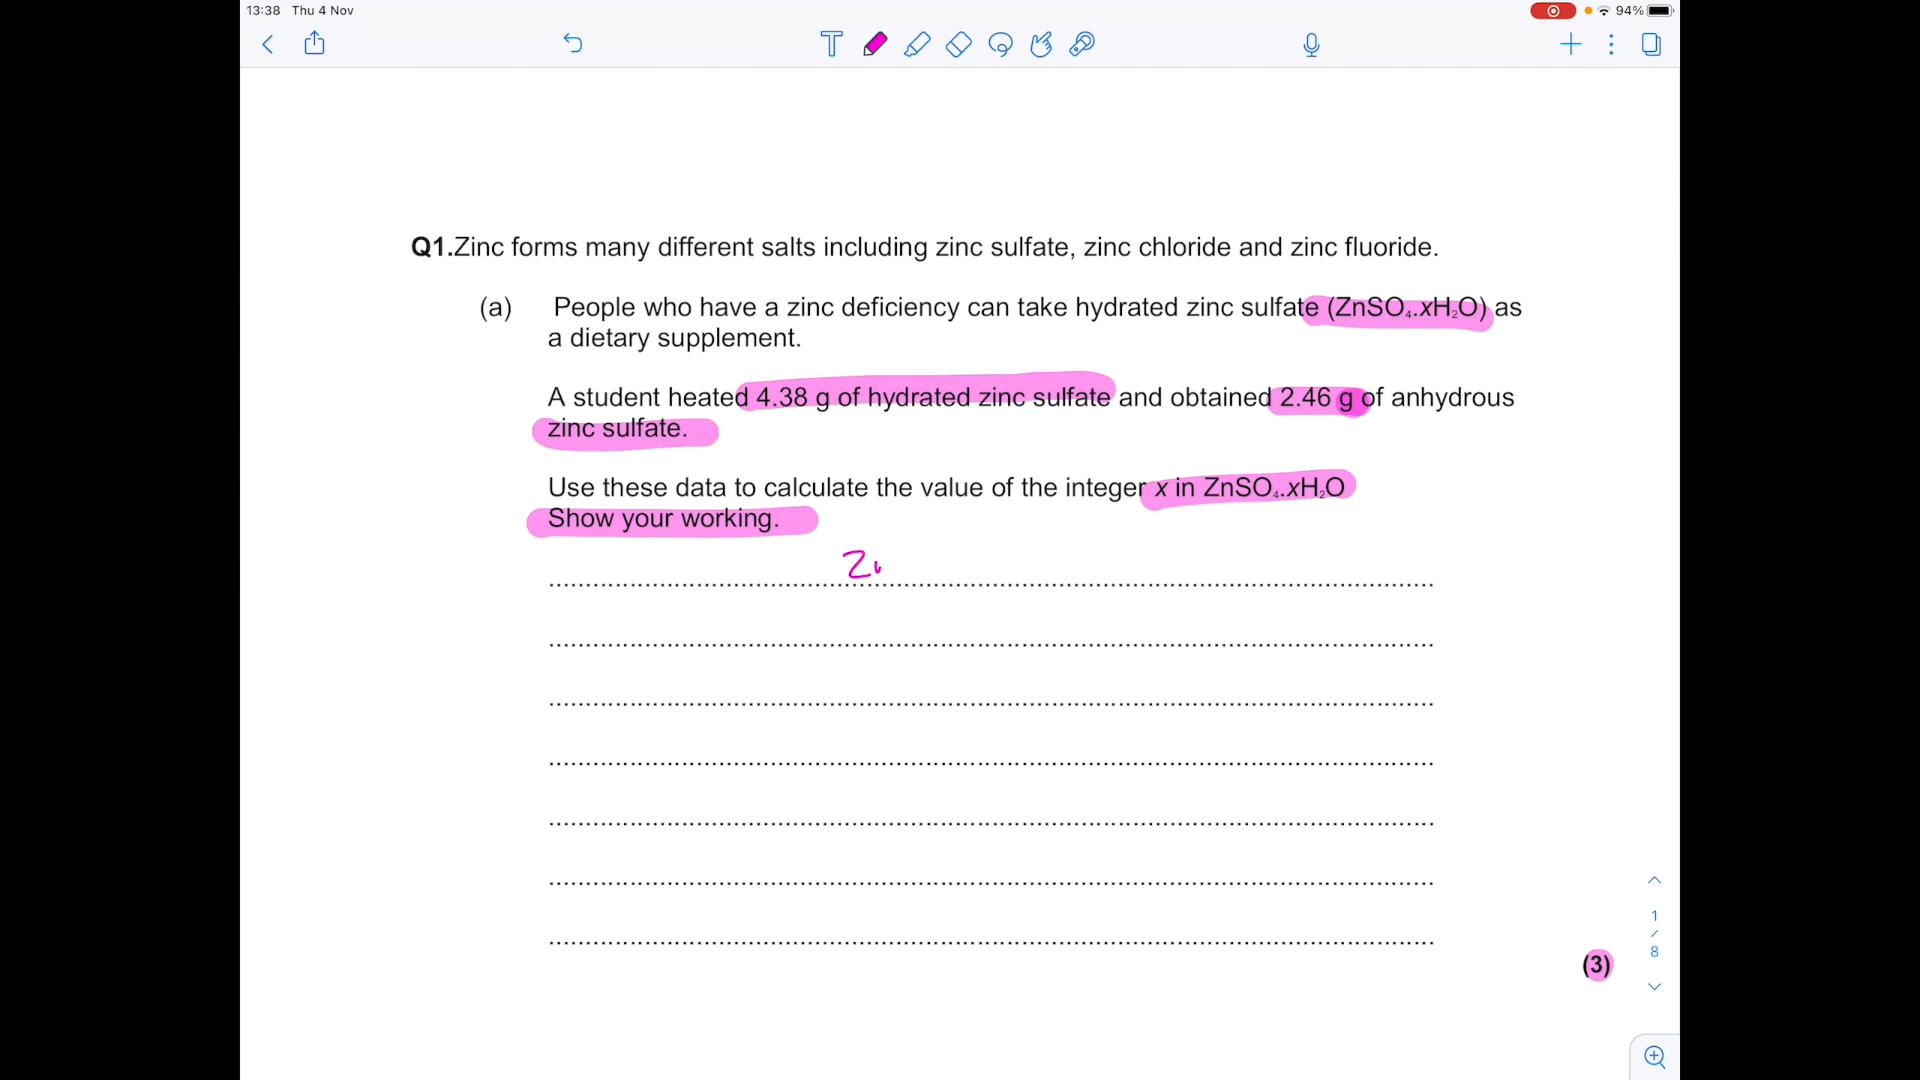 13:38 Thu 4 Nov
94%
T
Q1.Zinc forms many different salts including zinc sulfate, zinc chloride and zinc fluoride.
(a) People who have a zinc deficiency can take hydrated zinc sulfate (ZnSO₄.xH₂O) as
a dietary supplement.
A student heated 4.38 g of hydrated zinc sulfate and obtained 2.46 g of anhydrous
zinc sulfate.
Use these data to calculate the value of the integer x in ZnSO₄.xH₂O
Show your working.
1
/
8
(3)